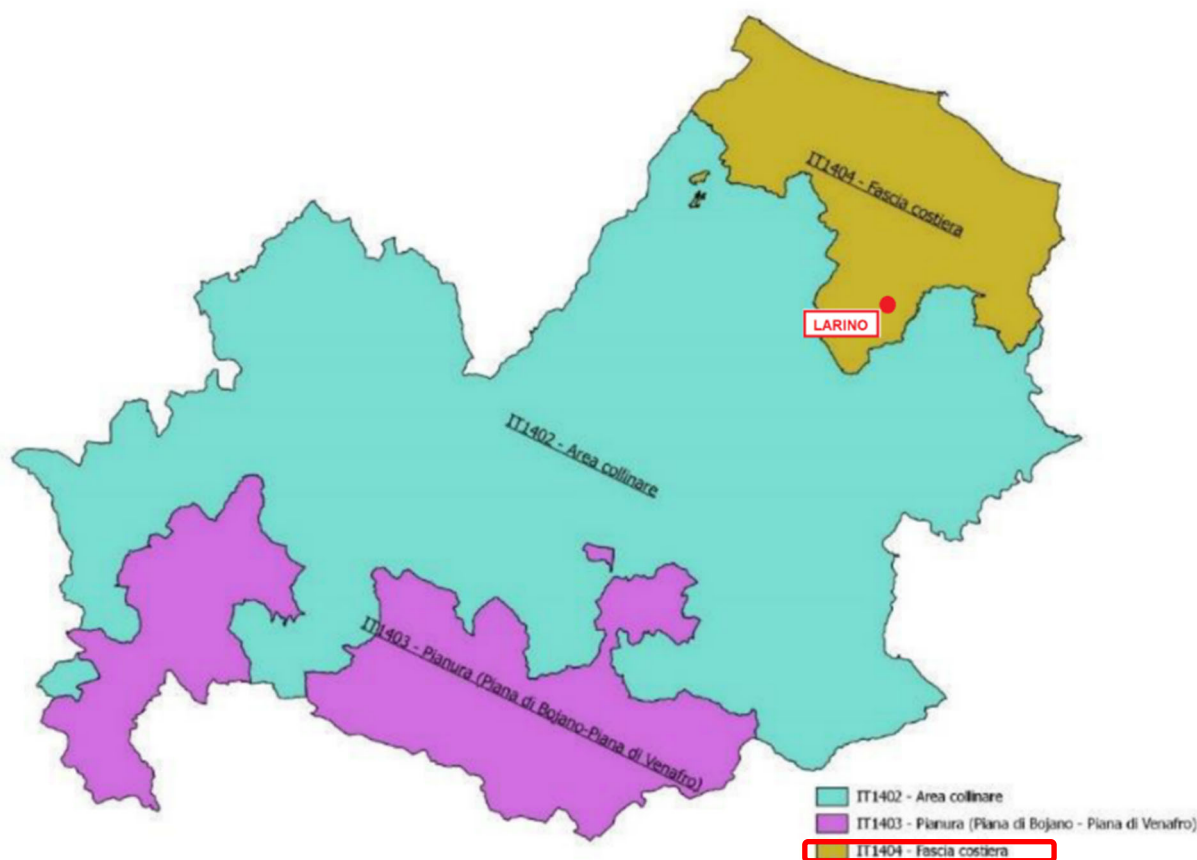 IT1404 - Fascia costiera
LARINO
IT1402 - Area collinare
IT1403 - Pianura (Piana di Bojano-Piana di Venafro)
IT1402 - Area collinare
IT1403 - Pianura (Piana di Bojano - Piana di Venafro)
IT1404 - Fascia costiera